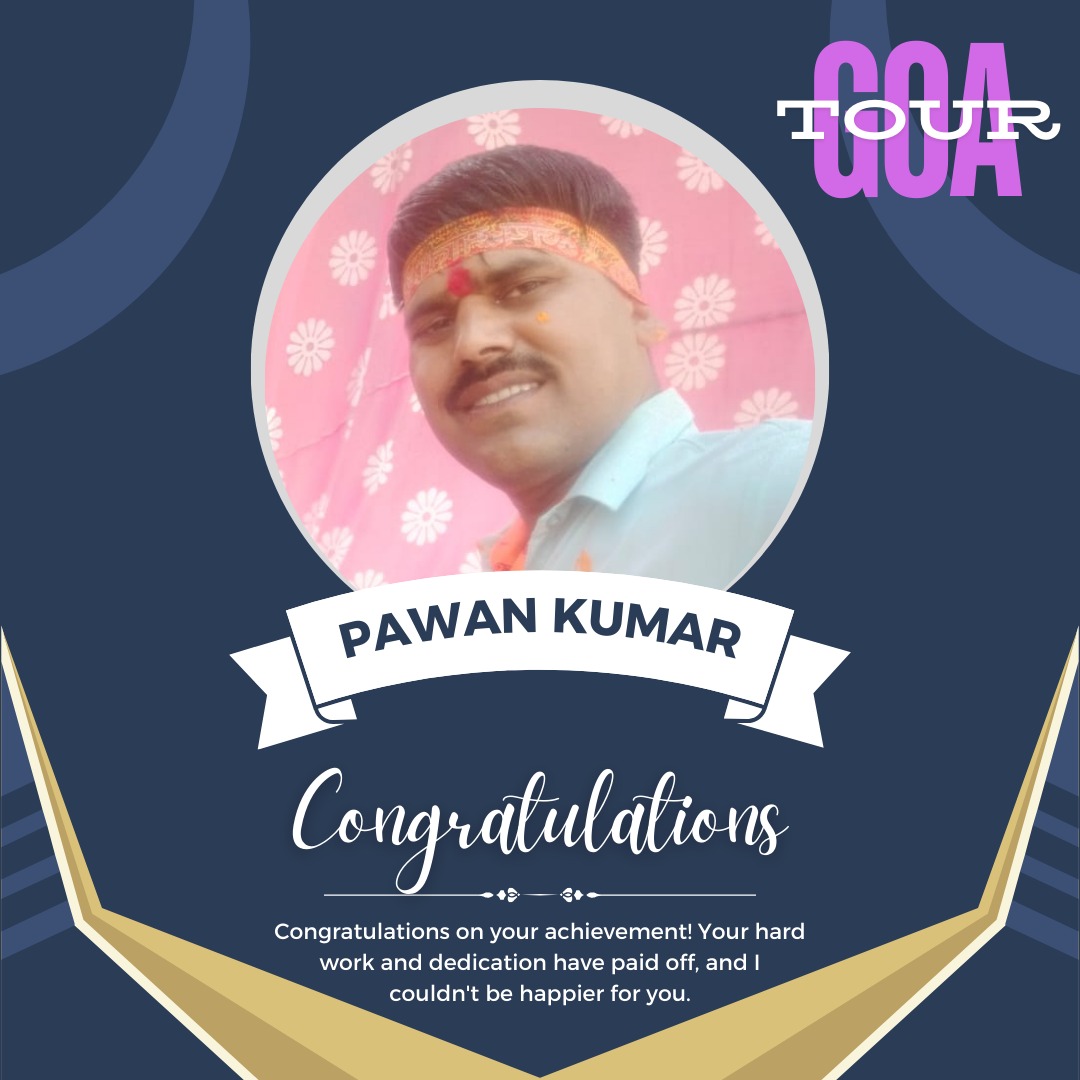 GOA
TOUR
PAWAN KUMAR
Congratulations
Congratulations on your achievement! Your hard
work and dedication have paid off, and I
couldn't be happier for you.